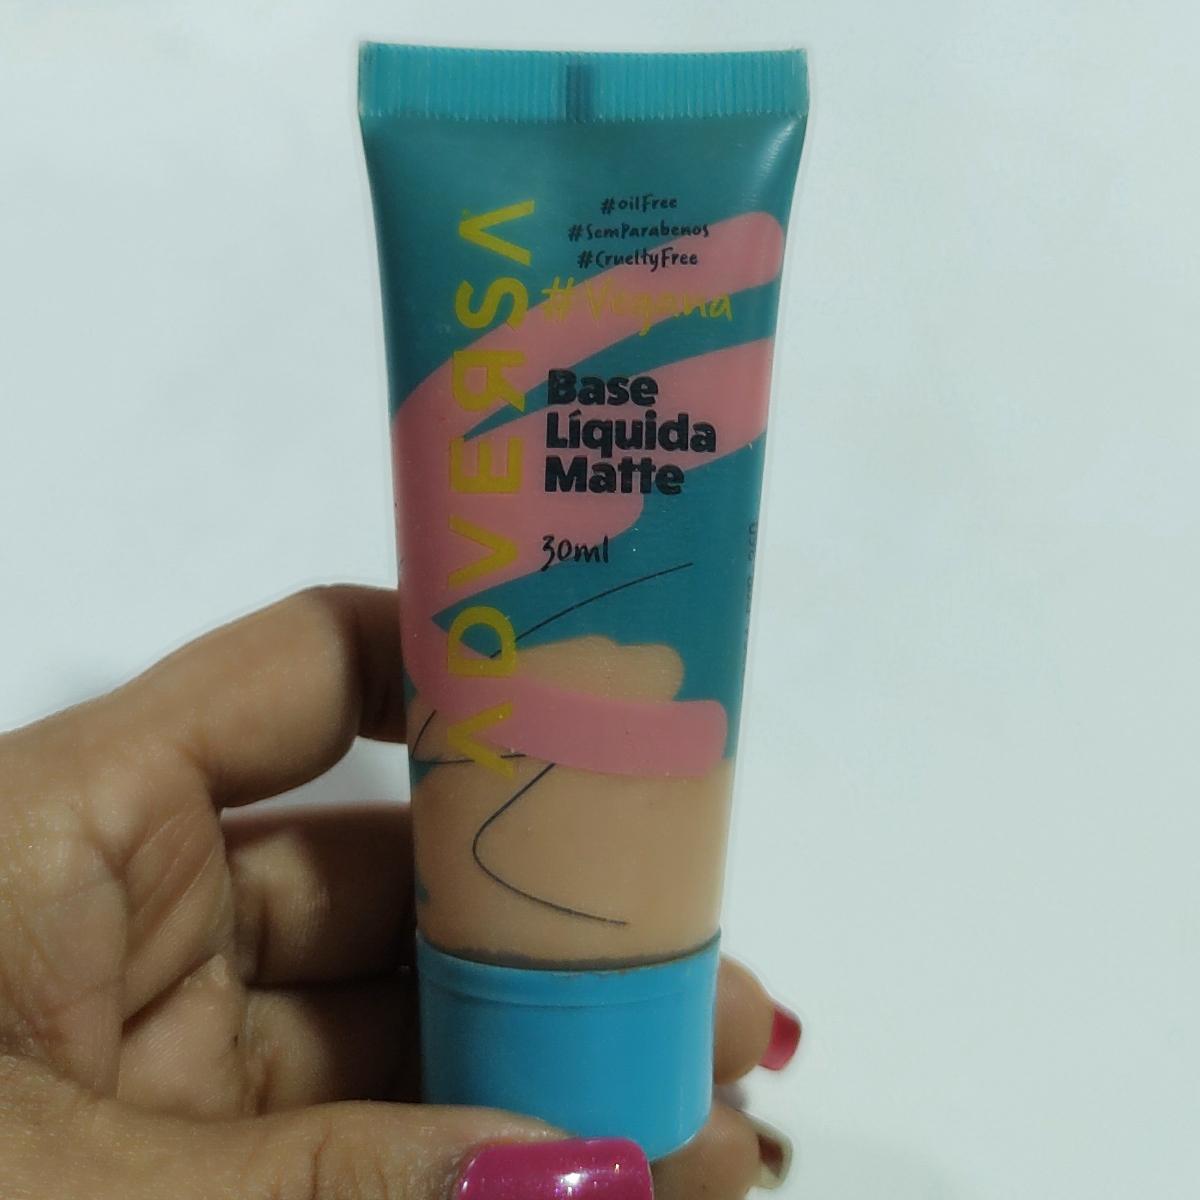 #oilFree
#SemParabenos
#CrueltyFree
#Vegana
ADVERSA
Base
Líquida
Matte
30ml